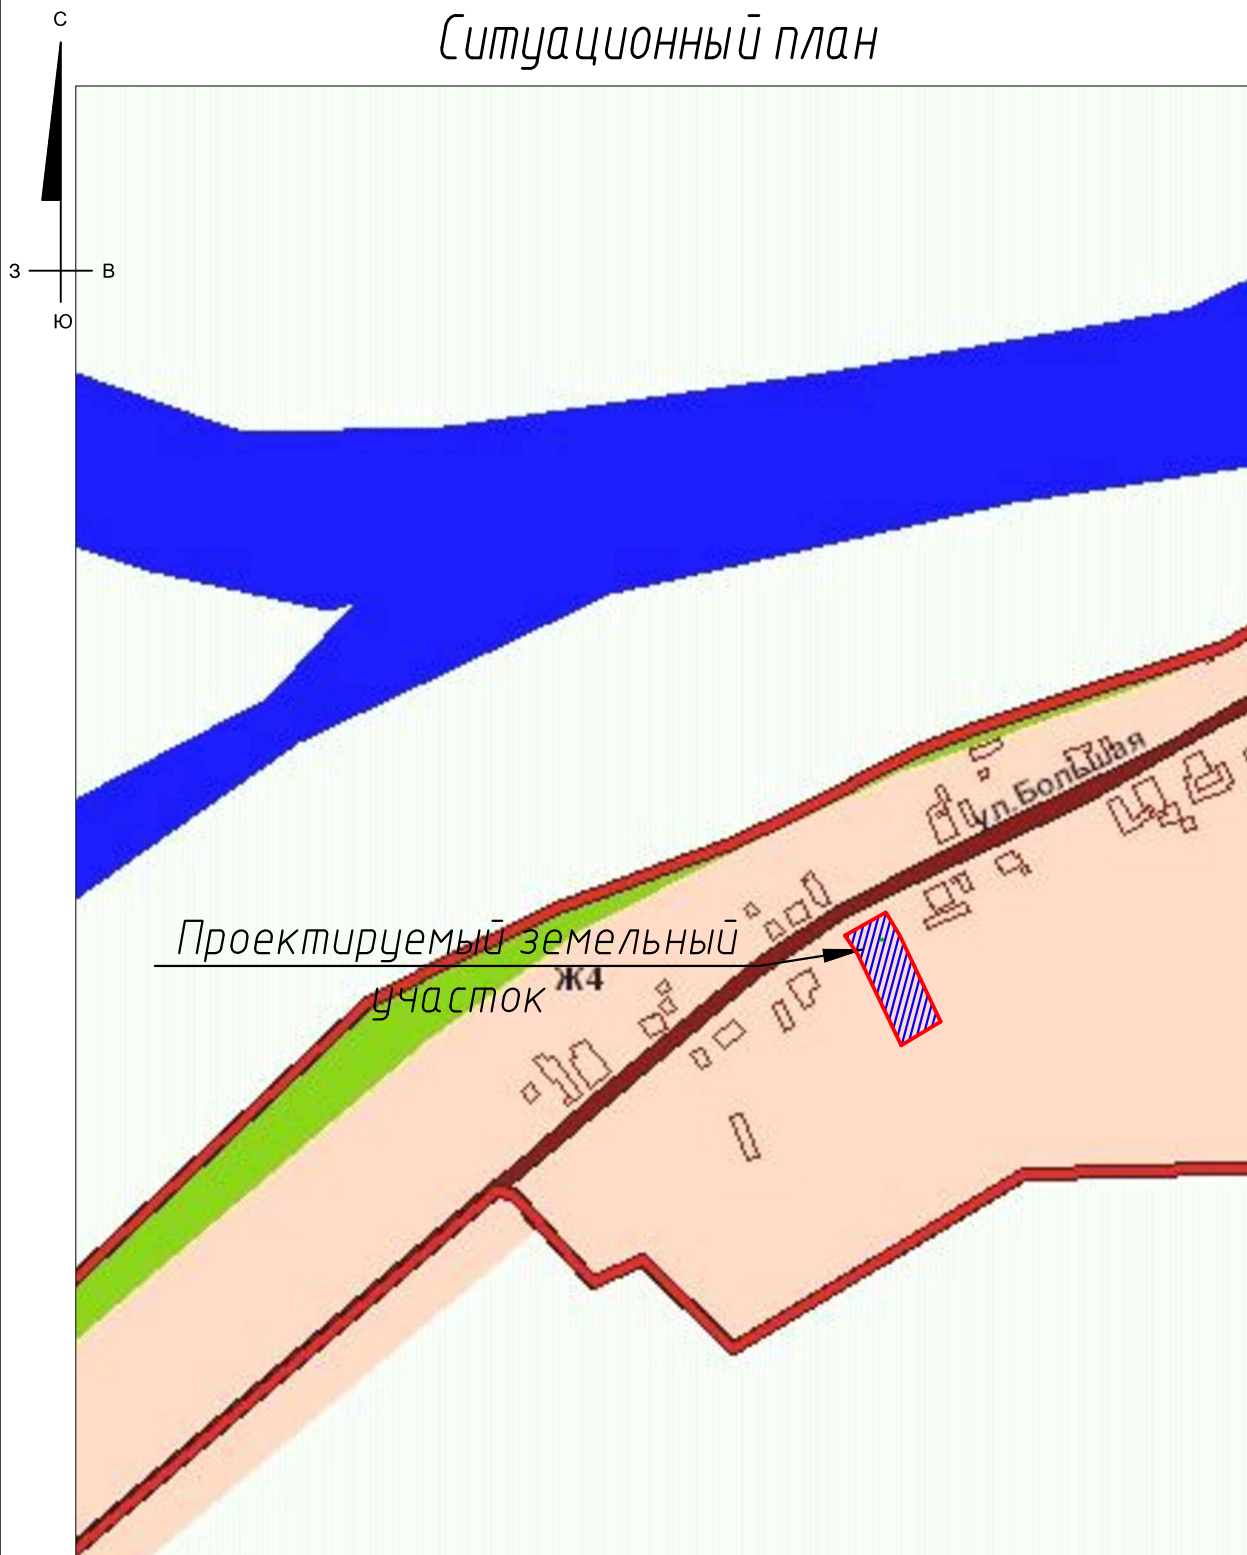 С
Ситуационный план
З
В
Ю
ул.Большая
Проектируемый земельный
участок
Ж4